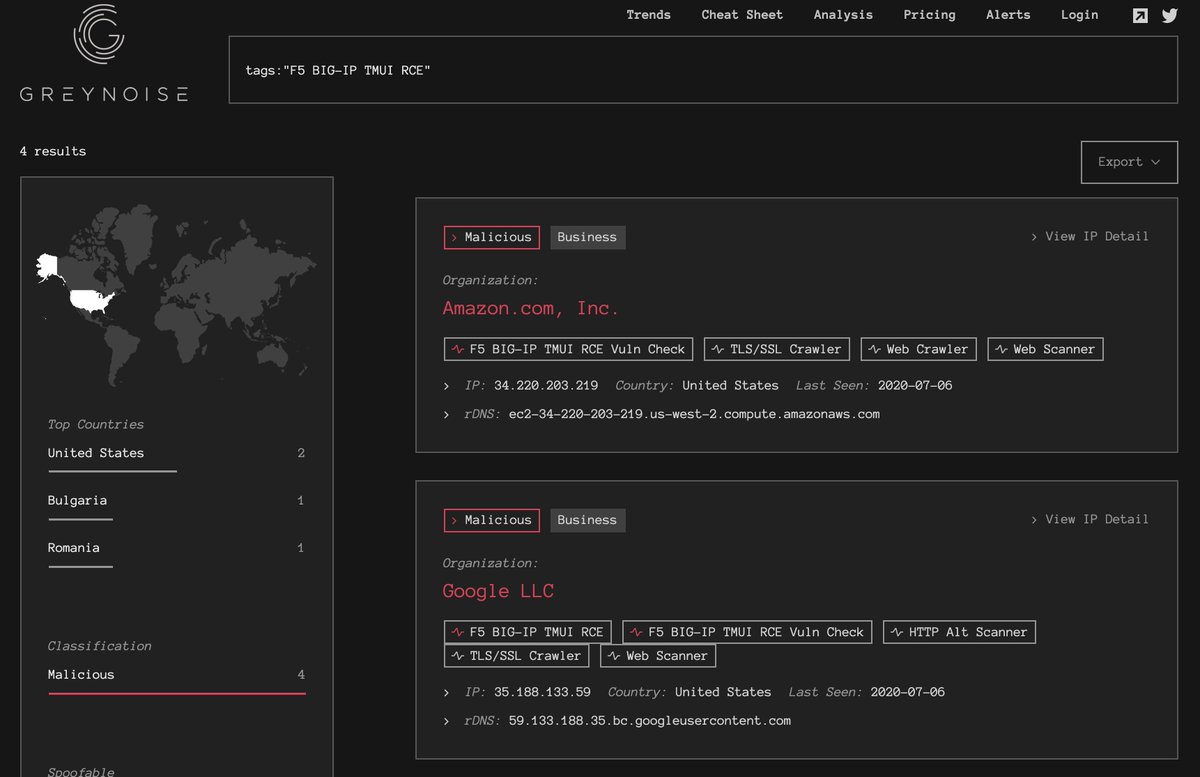 Trends Cheat Sheet Analysis Pricing Alerts Login
GREYNOISE
tags:"F5 BIG-IP TMUI RCE"
4 results
Export
Top Countries
United States 2
Bulgaria 1
Romania 1
Classification
Malicious 4
Spoofable
> Malicious Business > View IP Detail
Organization:
Amazon.com, Inc.
F5 BIG-IP TMUI RCE Vuln Check TLS/SSL Crawler Web Crawler Web Scanner
> IP: 34.220.203.219 Country: United States Last Seen: 2020-07-06
> rDNS: ec2-34-220-203-219.us-west-2.compute.amazonaws.com
> Malicious Business > View IP Detail
Organization:
Google LLC
F5 BIG-IP TMUI RCE F5 BIG-IP TMUI RCE Vuln Check HTTP Alt Scanner
TLS/SSL Crawler Web Scanner
> IP: 35.188.133.59 Country: United States Last Seen: 2020-07-06
> rDNS: 59.133.188.35.bc.googleusercontent.com